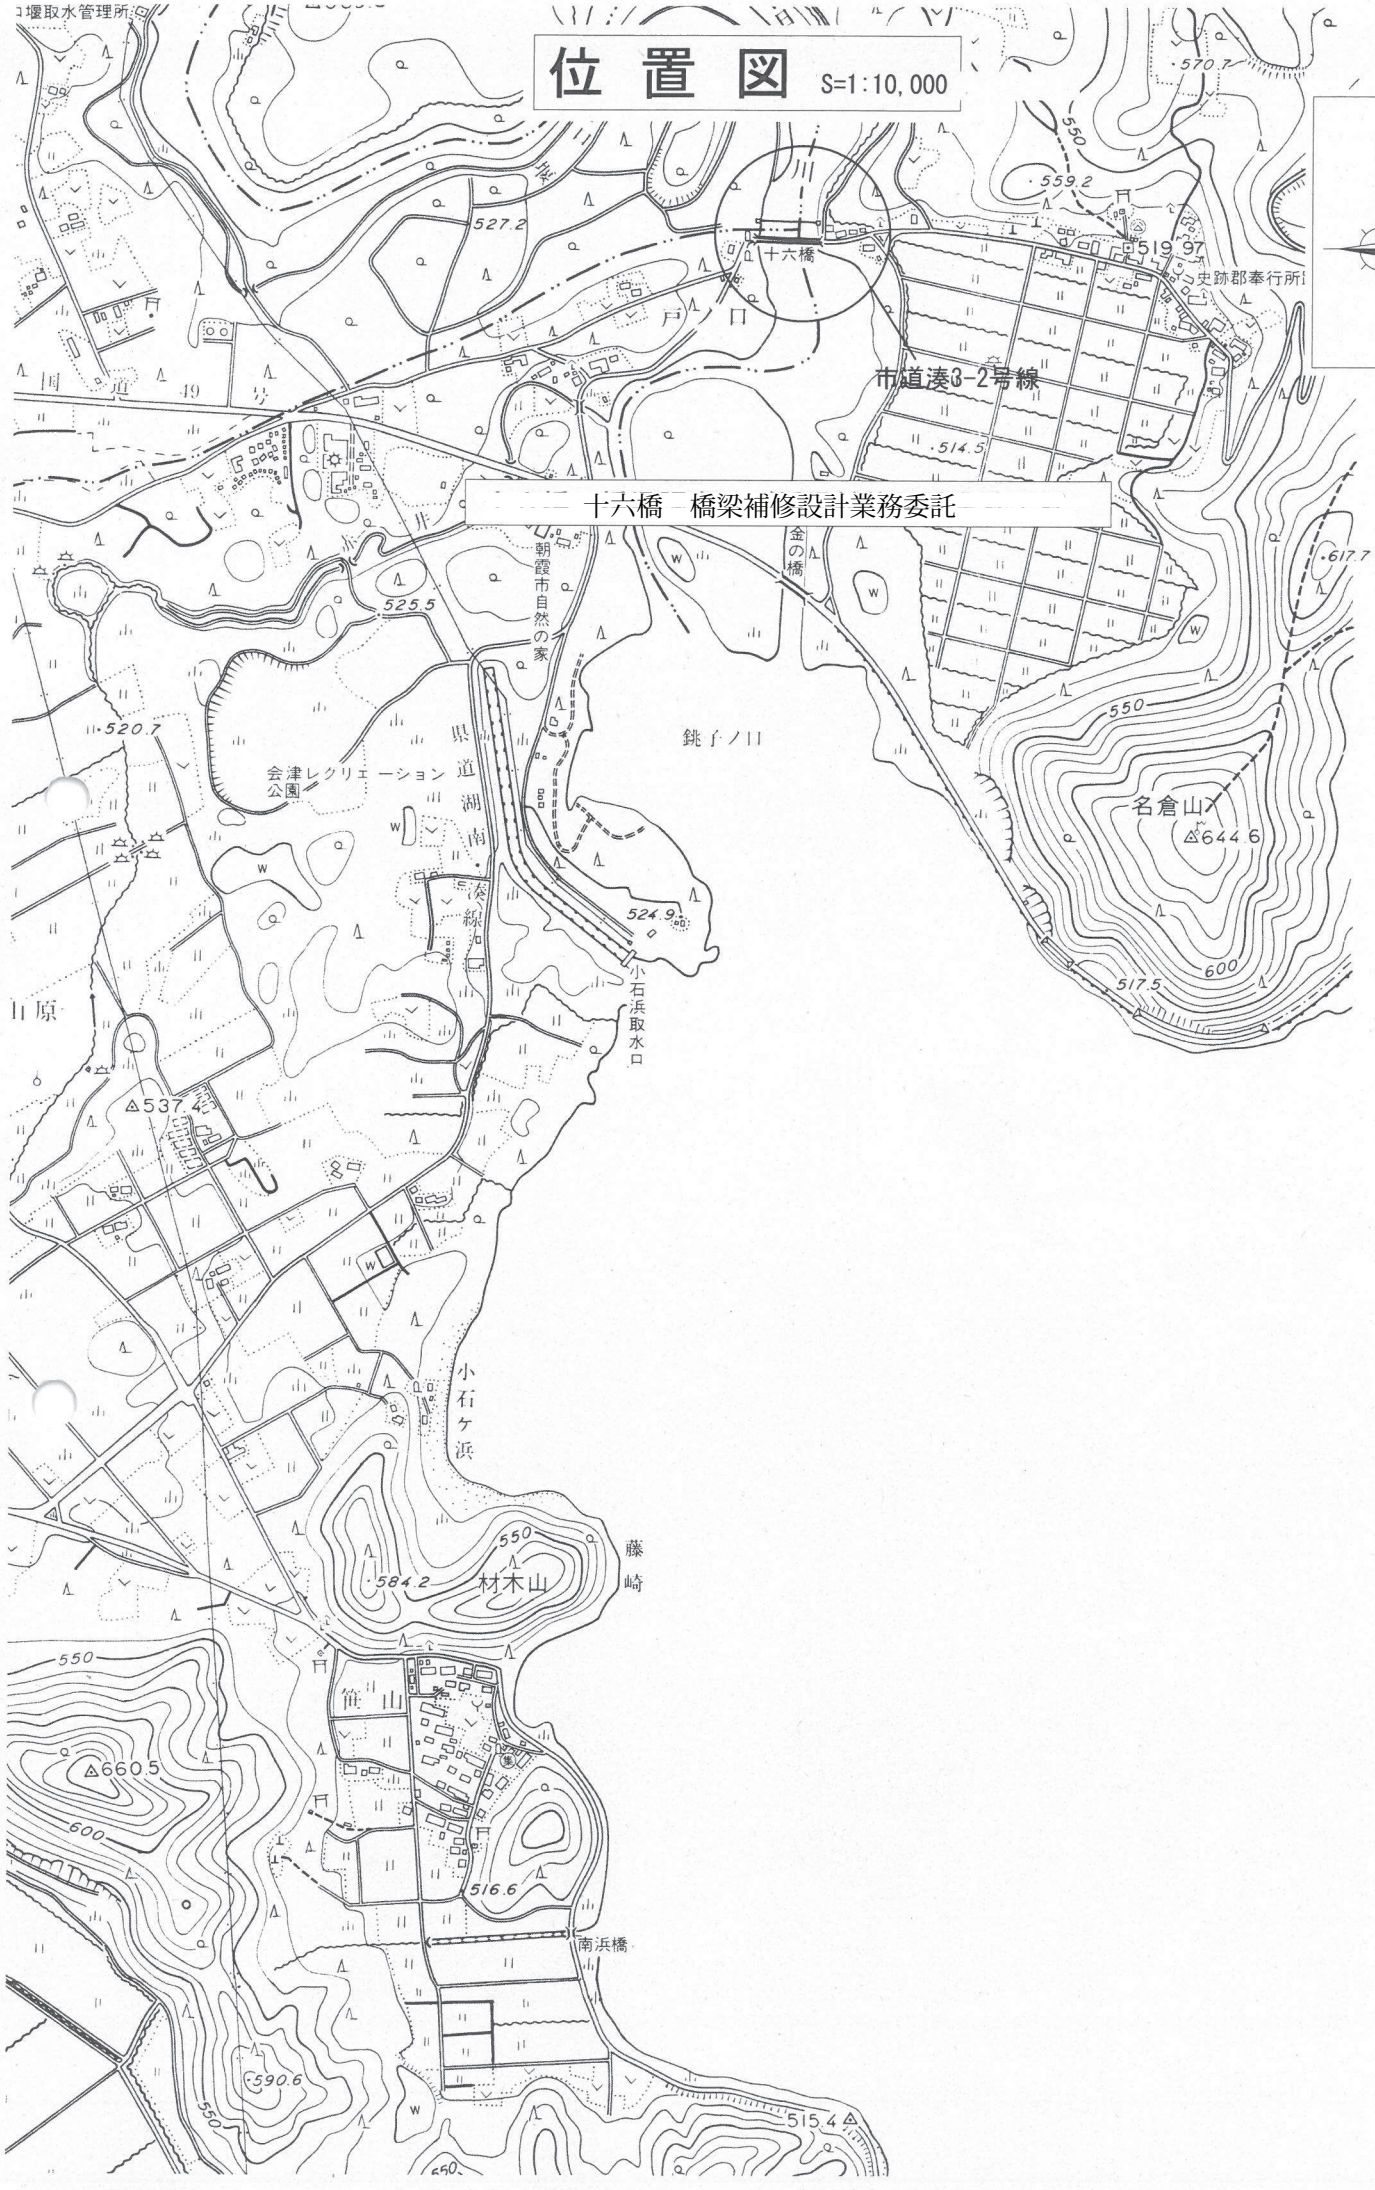 位置図 S=1:10,000
口堰取水管理所
570.7
550
559.2
527.2
519.97
十六橋
史跡郡奉行所
戸ノ口
市道湊3-2号線
国道49号
514.5
十六橋 橋梁補修設計業務委託
金の橋
617.7
朝霞市自然の家
525.5
W
W
W
550
520.7
県道湖南湊線
銚子ノ口
会津レクリエーション
公園
名倉山
644.6
W
W
524.9
600
517.5
小石浜取水口
山原
537.4
W
小石ケ浜
550
藤崎
584.2
材木山
550
笹山
集
660.5
600
516.6
南浜橋
590.6
550
W
515.4
550